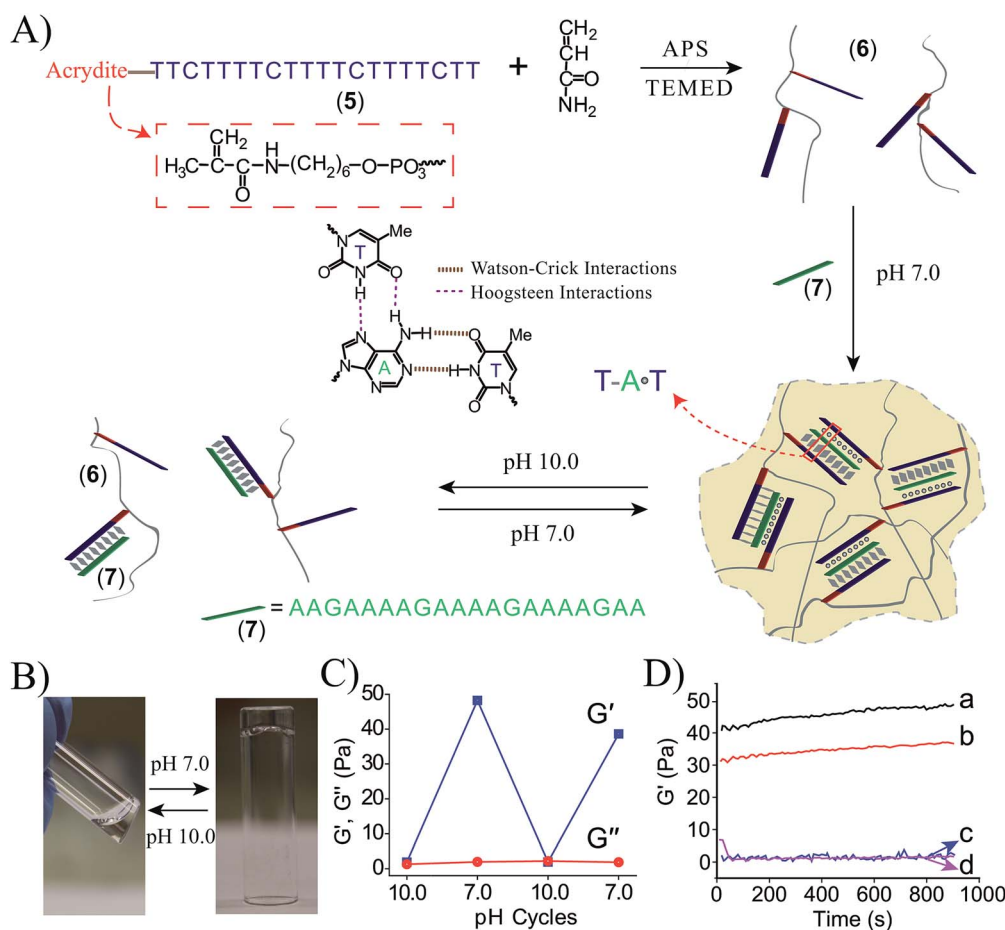 A)
Acrydite—TTCTTTTCTTTTCTTTTCTT
(5)
+
CH2
CH
C=O
NH2
APS
TEMED
(6)
CH2
H3C-C-C-N-(CH2)6-O-PO3
H
O
T
Me
N
N
O
O
H
Watson-Crick Interactions
Hoogsteen Interactions
H
N-H
O
Me
N
N
N
N
A
H-N
T
N
O
(7)
pH 7.0
T-A•T
pH 10.0
pH 7.0
(6)
(7)
(7)
= AAGAAAAGAAAAGAAAAGAA
B)
pH 7.0
pH 10.0
C)
G', G" (Pa)
50
40
30
20
10
0
G'
G"
10.0 7.0 10.0 7.0
pH Cycles
D)
G' (Pa)
50
40
30
20
10
0
a
b
c
d
0 200 400 600 800 1000
Time (s)